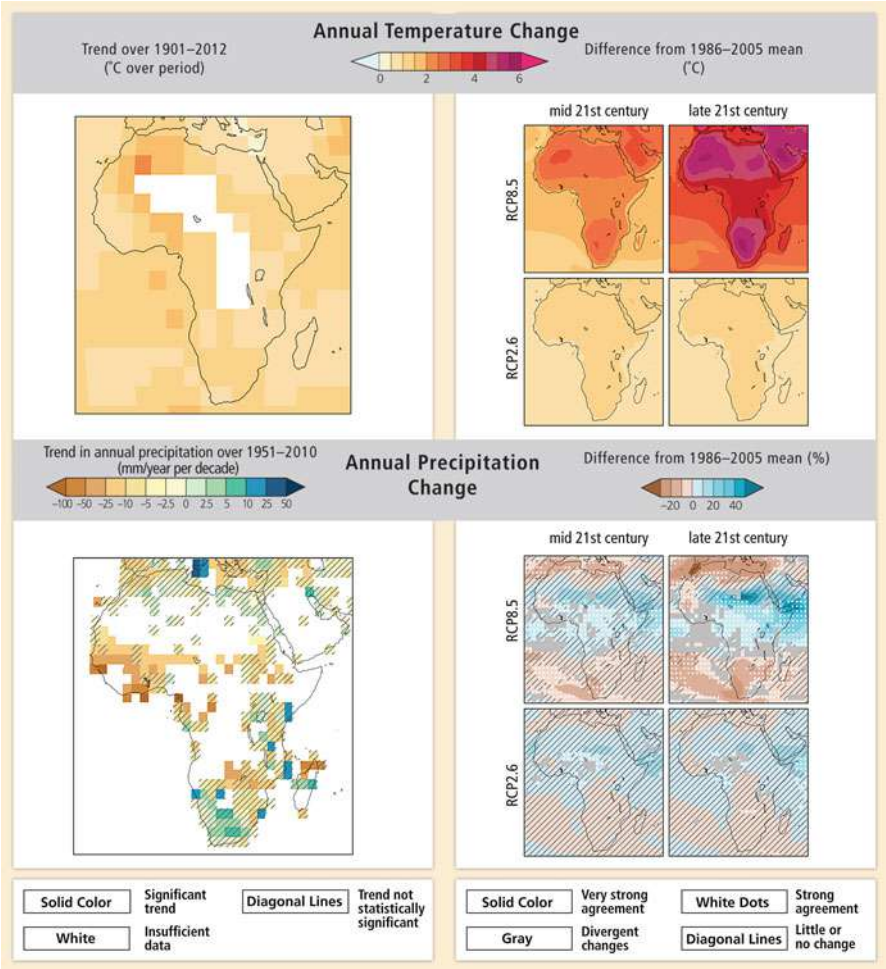 Annual Temperature Change
Trend over 1901–2012
(˚C over period)
0 2 4 6
Difference from 1986–2005 mean
(˚C)
mid 21st century
late 21st century
RCP8.5
RCP2.6
Trend in annual precipitation over 1951–2010
(mm/year per decade)
–100 –50 –25 –10 –5 –2.5 0 2.5 5 10 25 50
Annual Precipitation
Change
Difference from 1986–2005 mean (%)
–20 0 20 40
mid 21st century
late 21st century
RCP8.5
RCP2.6
Solid Color
Significant
trend
Diagonal Lines
Trend not
statistically
significant
White
Insufficient
data
Solid Color
Very strong
agreement
White Dots
Strong
agreement
Gray
Divergent
changes
Diagonal Lines
Little or
no change